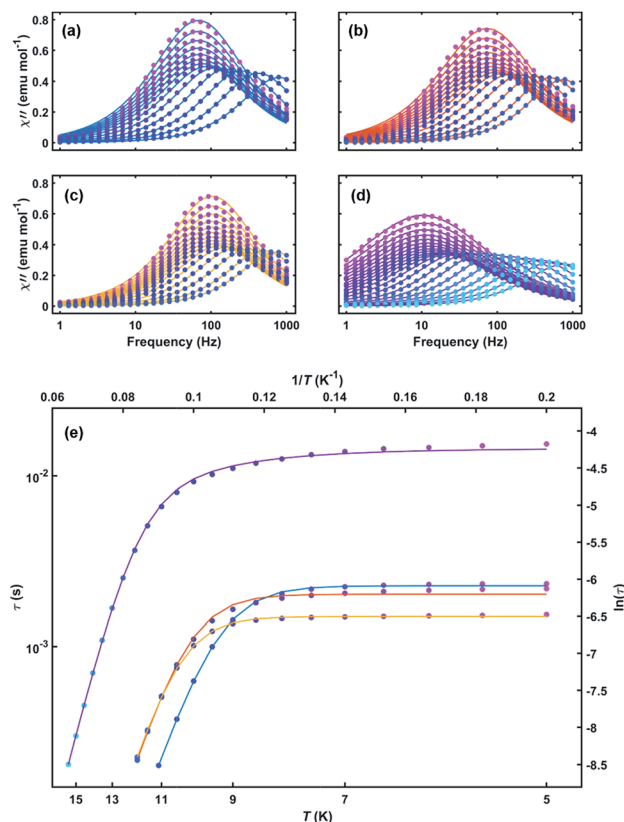 (a)
(b)
0.8
0.6
0.4
0.2
0
χ′′ (emu mol⁻¹)
(c)
(d)
0.8
0.6
0.4
0.2
0
χ′′ (emu mol⁻¹)
1 10 100 1000
1 10 100 1000
Frequency (Hz)
Frequency (Hz)
1/T (K⁻¹)
0.06 0.08 0.1 0.12 0.14 0.16 0.18 0.2
(e)
10⁻²
10⁻³
τ (s)
-4
-4.5
-5
-5.5
-6
-6.5
-7
-7.5
-8
-8.5
ln(τ)
15 13 11 9 7 5
T (K)